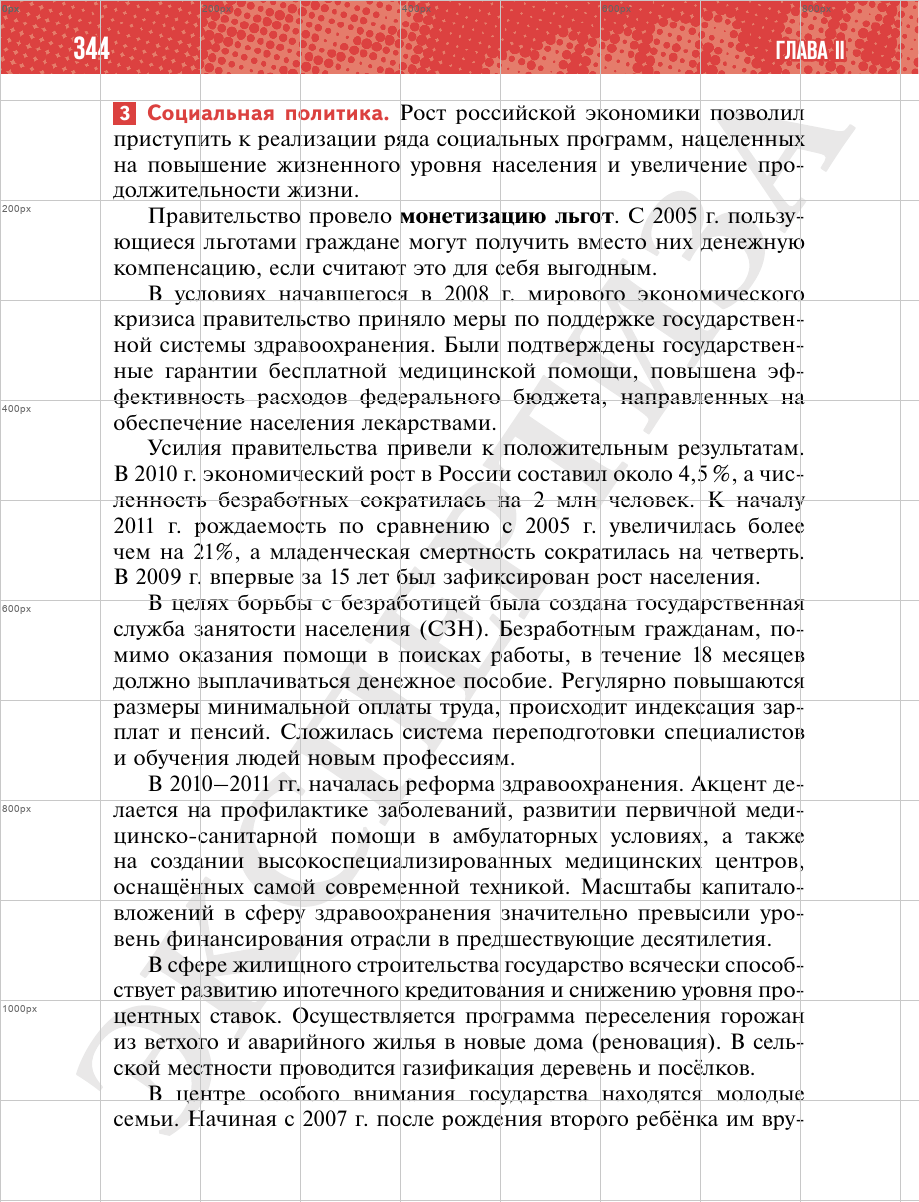 344
ГЛАВА II
3 Социальная политика. Рост российской экономики позволил
приступить к реализации ряда социальных программ, нацеленных
на повышение жизненного уровня населения и увеличение про-
должительности жизни.
Правительство провело монетизацию льгот. С 2005 г. пользу-
ющиеся льготами граждане могут получить вместо них денежную
компенсацию, если считают это для себя выгодным.
В условиях начавшегося в 2008 г. мирового экономического
кризиса правительство приняло меры по поддержке государствен-
ной системы здравоохранения. Были подтверждены государствен-
ные гарантии бесплатной медицинской помощи, повышена эф-
фективность расходов федерального бюджета, направленных на
обеспечение населения лекарствами.
Усилия правительства привели к положительным результатам.
В 2010 г. экономический рост в России составил около 4,5 %, а чис-
ленность безработных сократилась на 2 млн человек. К началу
2011 г. рождаемость по сравнению с 2005 г. увеличилась более
чем на 21%, а младенческая смертность сократилась на четверть.
В 2009 г. впервые за 15 лет был зафиксирован рост населения.
В целях борьбы с безработицей была создана государственная
служба занятости населения (СЗН). Безработным гражданам, по-
мимо оказания помощи в поисках работы, в течение 18 месяцев
должно выплачиваться денежное пособие. Регулярно повышаются
размеры минимальной оплаты труда, происходит индексация зар-
плат и пенсий. Сложилась система переподготовки специалистов
и обучения людей новым профессиям.
В 2010—2011 гг. началась реформа здравоохранения. Акцент де-
лается на профилактике заболеваний, развитии первичной меди-
цинско-санитарной помощи в амбулаторных условиях, а также
на создании высокоспециализированных медицинских центров,
оснащённых самой современной техникой. Масштабы капитало-
вложений в сферу здравоохранения значительно превысили уро-
вень финансирования отрасли в предшествующие десятилетия.
В сфере жилищного строительства государство всячески способ-
ствует развитию ипотечного кредитования и снижению уровня про-
центных ставок. Осуществляется программа переселения горожан
из ветхого и аварийного жилья в новые дома (реновация). В сель-
ской местности проводится газификация деревень и посёлков.
В центре особого внимания государства находятся молодые
семьи. Начиная с 2007 г. после рождения второго ребёнка им вру-
ЭКСПЕРТИЗА
200px
400px
600px
800px
1000px